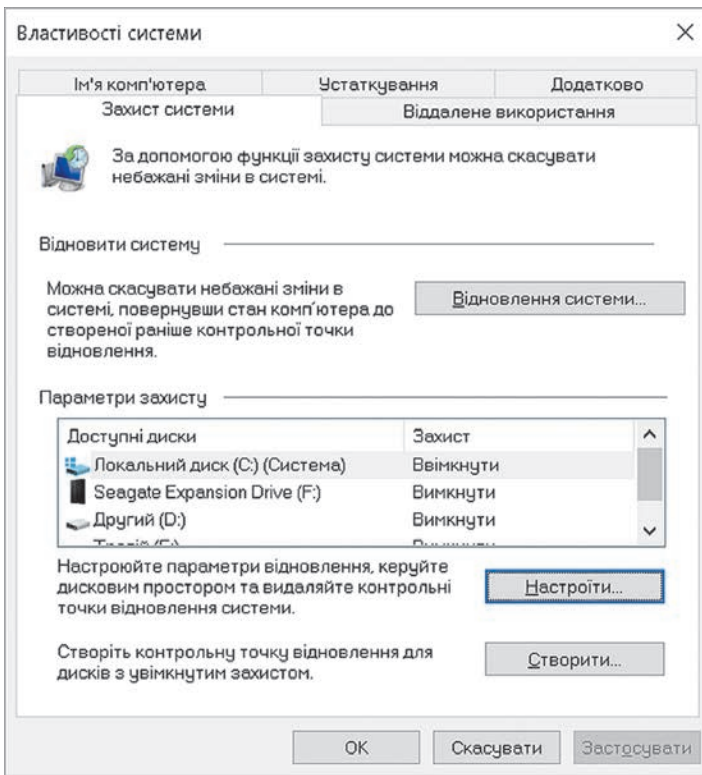 Властивості системи
Ім'я комп'ютера
Устаткування
Додатково
Захист системи
Віддалене використання
За допомогою функції захисту системи можна скасувати
небажані зміни в системі.
Відновити систему
Можна скасувати небажані зміни в
системі, повернувши стан комп’ютера до
створеної раніше контрольної точки
відновлення.
Відновлення системи...
Параметри захисту
Доступні диски
Захист
Локальний диск (C:) (Система)
Ввімкнути
Seagate Expansion Drive (F:)
Вимкнути
Другий (D:)
Вимкнути
Настроюйте параметри відновлення, керуйте
дисковим простором та видаляйте контрольні
точки відновлення системи.
Настроїти...
Створіть контрольну точку відновлення для
дисків з увімкнутим захистом.
Створити...
OK
Скасувати
Застосувати